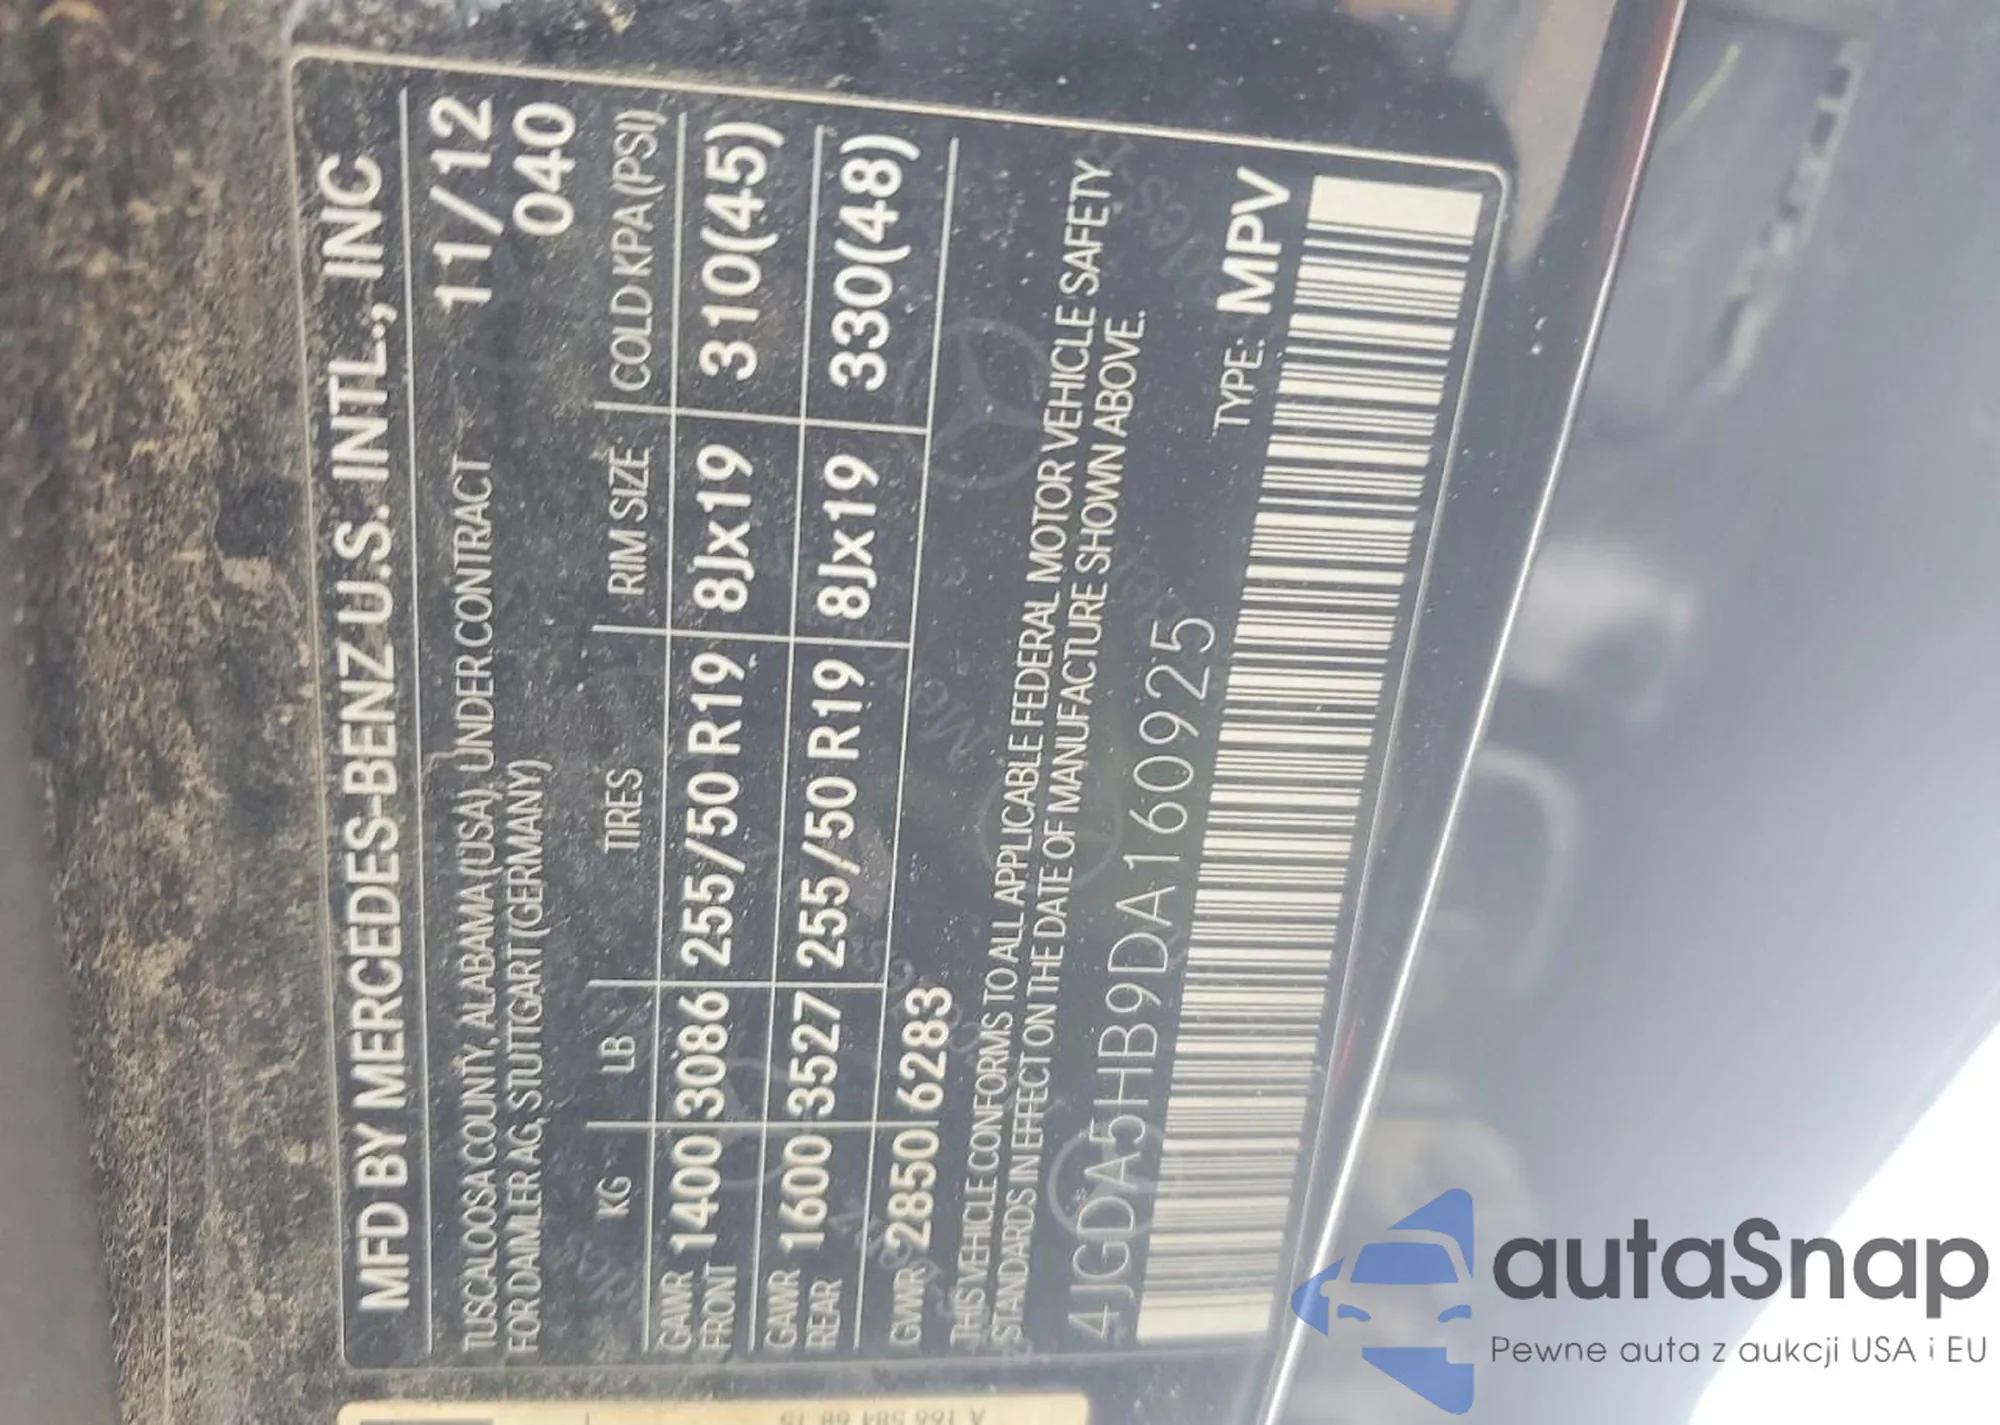 MFD BY MERCEDES-BENZ U.S. INTL., INC
TUSCALOOSA COUNTY, ALABAMA (USA), UNDER CONTRACT 11/12
FOR DAIMLER AG, STUTTGART (GERMANY) 040
KG LB TIRES RIM SIZE COLD KPA (PSI)
GAWR FRONT 1400 3086 255/50 R19 8Jx19 310(45)
GAWR REAR 1600 3527 255/50 R19 8Jx19 330(48)
GVWR 2850 6283
THIS VEHICLE CONFORMS TO ALL APPLICABLE FEDERAL MOTOR VEHICLE SAFETY
STANDARDS IN EFFECT ON THE DATE OF MANUFACTURE SHOWN ABOVE.
4JGDA5HB9DA160925 TYPE: MPV
A 166 584 68 15
autaSnap
Pewne auta z aukcji USA i EU